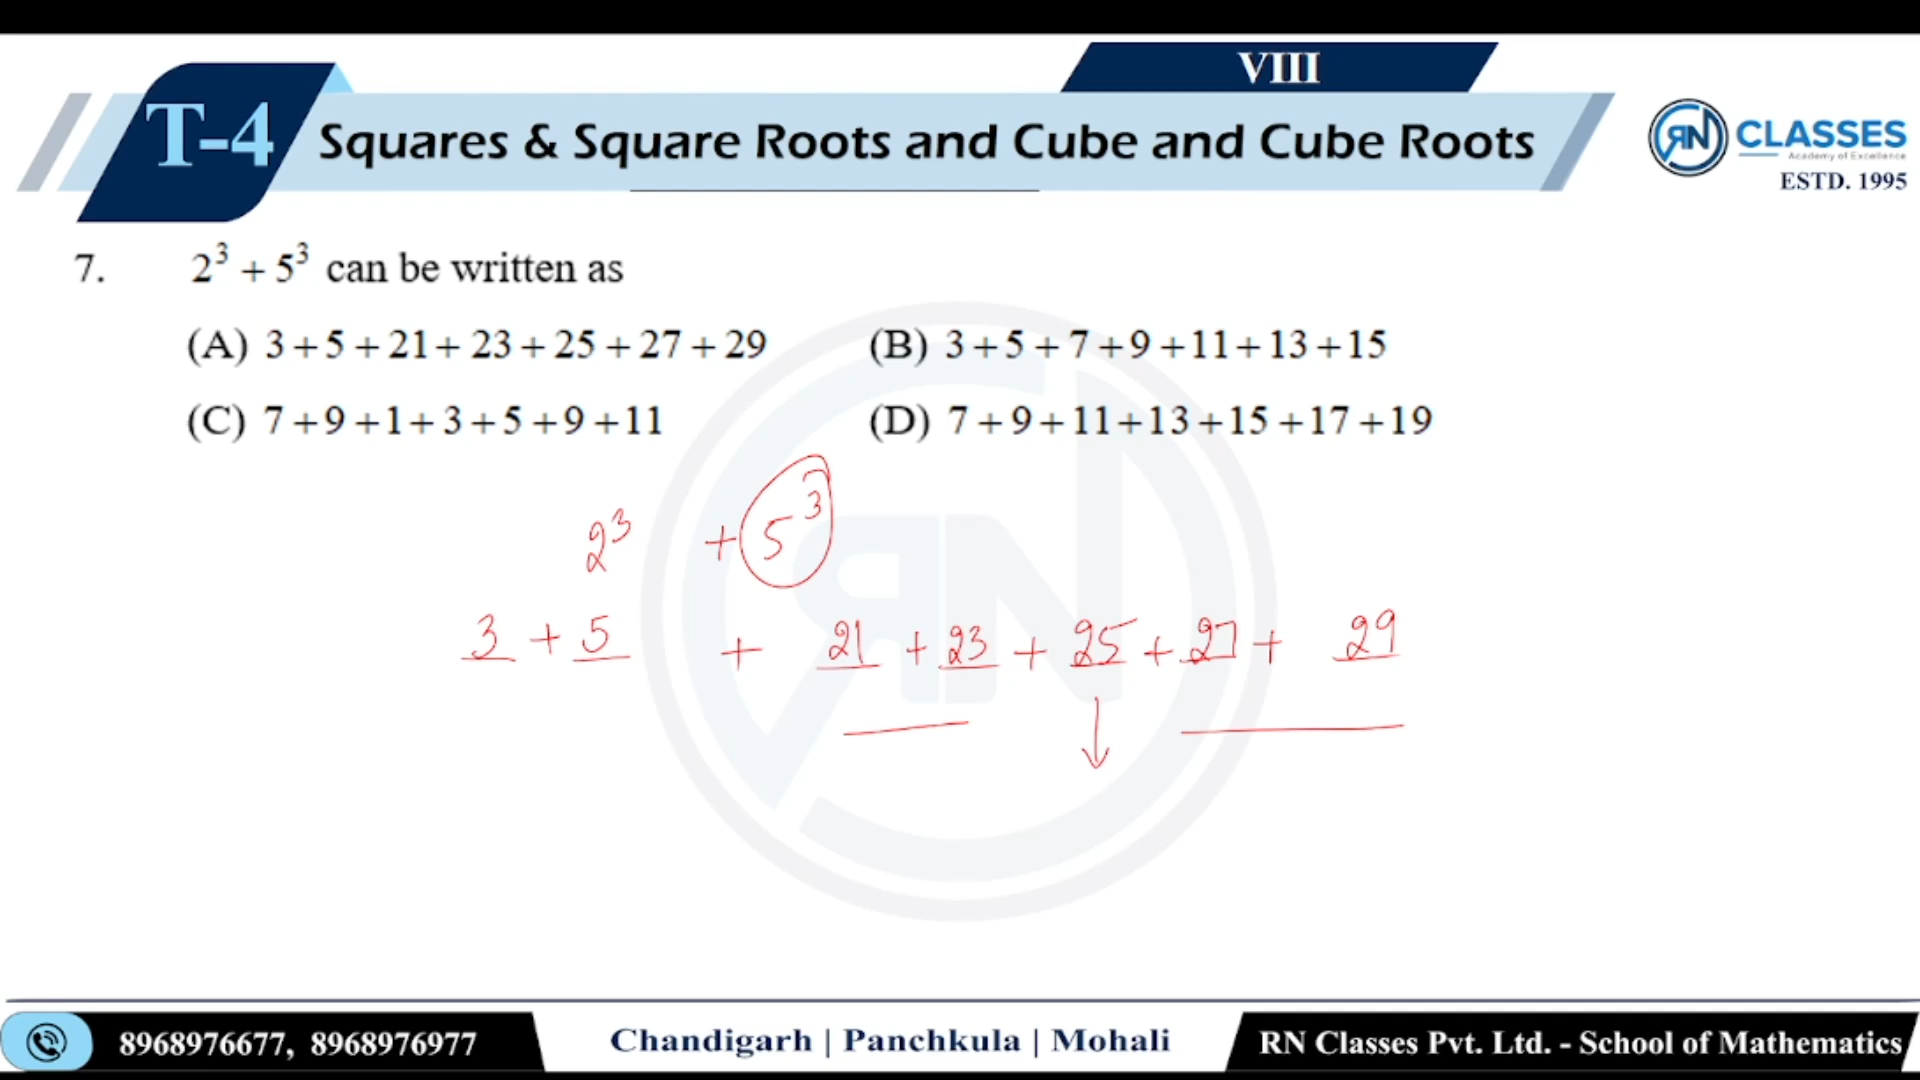 VIII
T-4 Squares & Square Roots and Cube and Cube Roots
RN CLASSES
Academy of Excellence
ESTD. 1995
7. 2³ + 5³ can be written as
(A) 3+5+21+23+25+27+29 (B) 3+5+7+9+11+13+15
(C) 7+9+1+3+5+9+11 (D) 7+9+11+13+15+17+19
2³ + 5³
3 + 5 + 21 + 23 + 25 + 27 + 29
RN
8968976677, 8968976977 Chandigarh | Panchkula | Mohali RN Classes Pvt. Ltd. - School of Mathematics